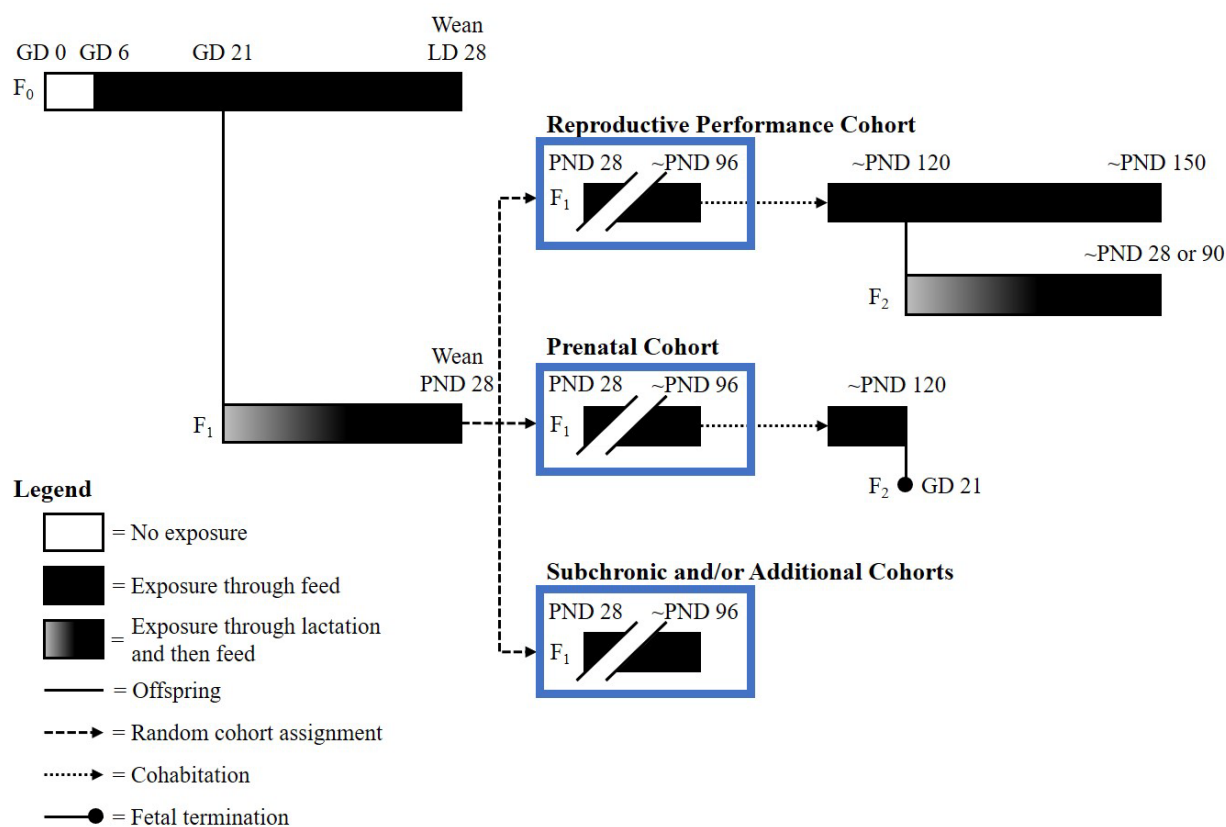 Wean
GD 0 GD 6 GD 21 LD 28
F₀
Reproductive Performance Cohort
PND 28 ~PND 96 ~PND 120 ~PND 150
F₁
~PND 28 or 90
F₂
Prenatal Cohort
Wean
PND 28
PND 28 ~PND 96 ~PND 120
F₁
F₁
F₂ GD 21
Subchronic and/or Additional Cohorts
PND 28 ~PND 96
F₁
Legend
= No exposure
= Exposure through feed
= Exposure through lactation
and then feed
= Offspring
= Random cohort assignment
= Cohabitation
= Fetal termination